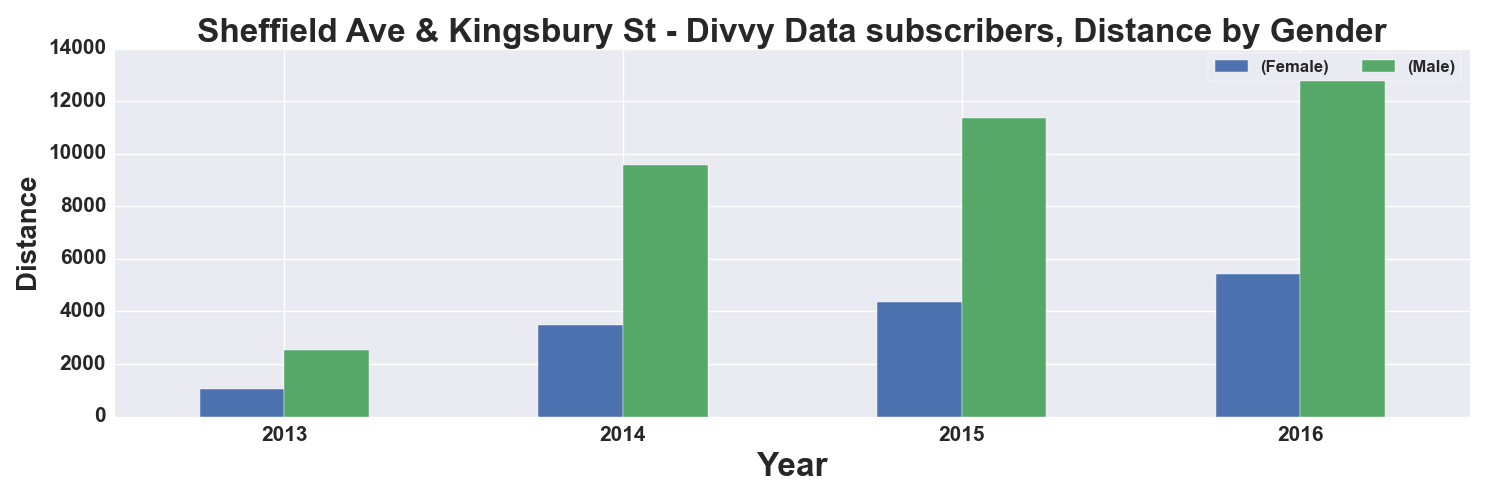 Sheffield Ave & Kingsbury St - Divvy Data subscribers, Distance by Gender
(Female) (Male)
14000
12000
10000
8000
6000
4000
2000
0
Distance
2013 2014 2015 2016
Year